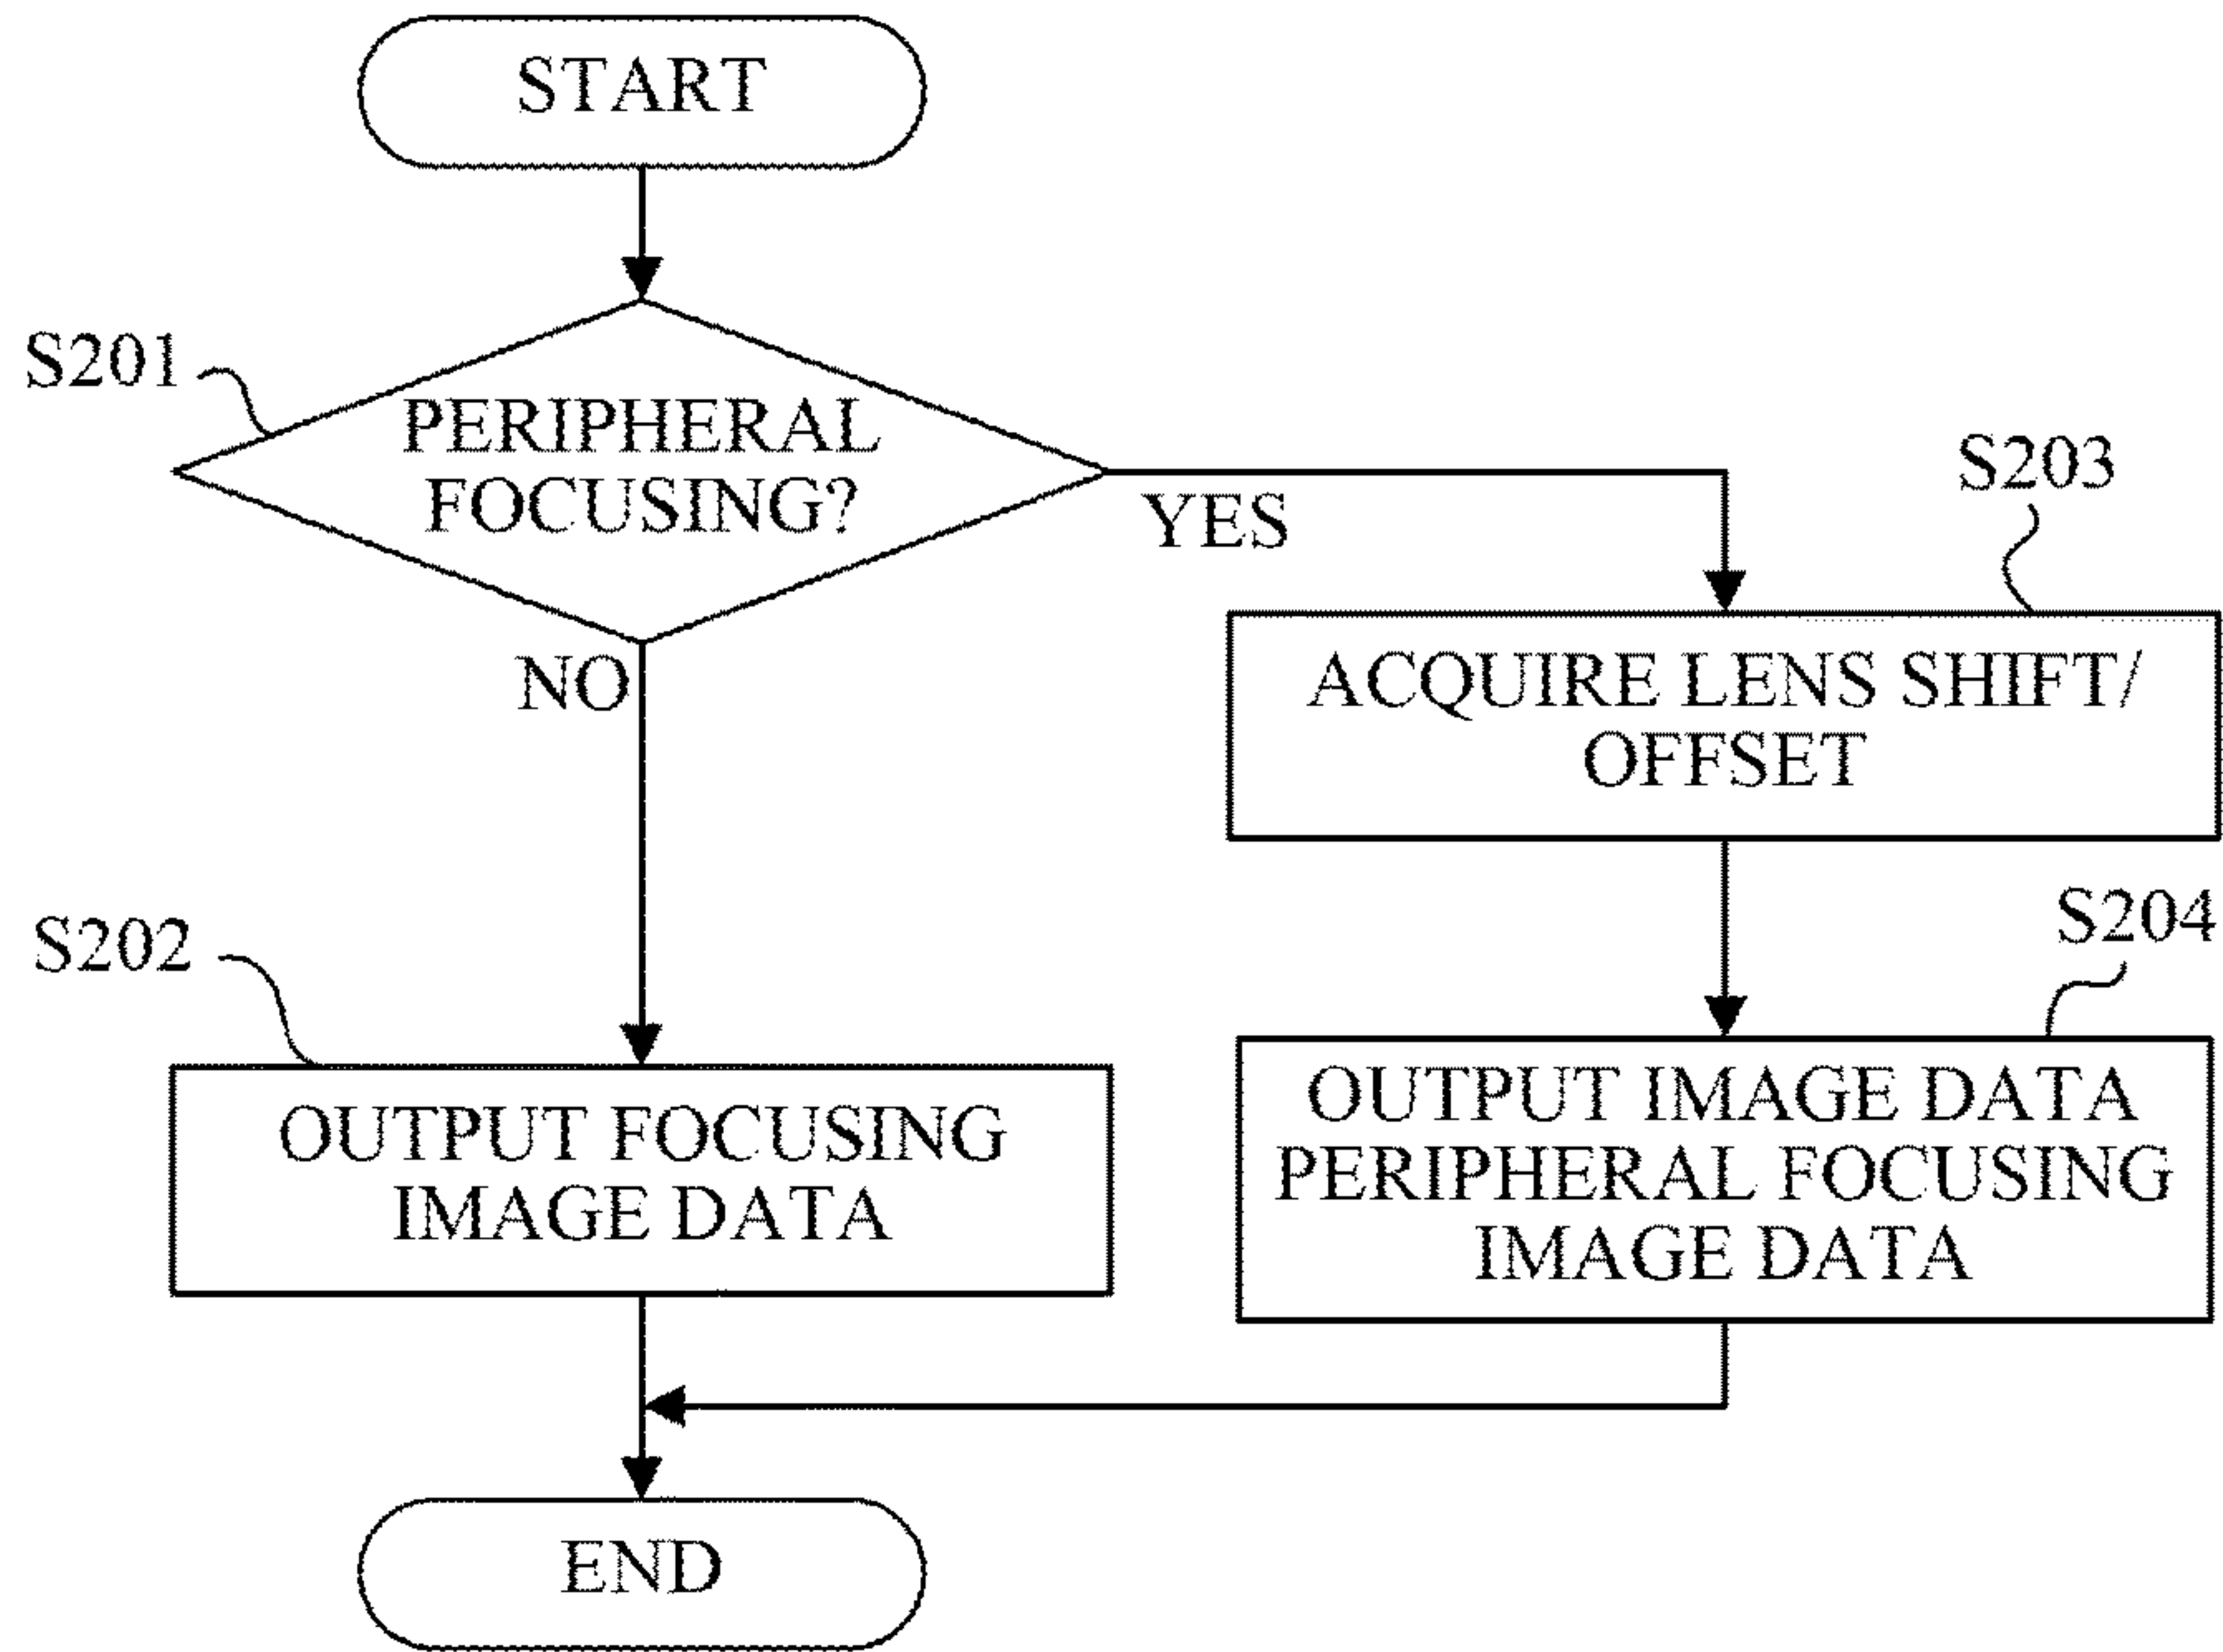 START
S201
PERIPHERAL
FOCUSING?
YES
NO
S203
ACQUIRE LENS SHIFT/
OFFSET
S202
OUTPUT FOCUSING
IMAGE DATA
S204
OUTPUT IMAGE DATA
PERIPHERAL FOCUSING
IMAGE DATA
END